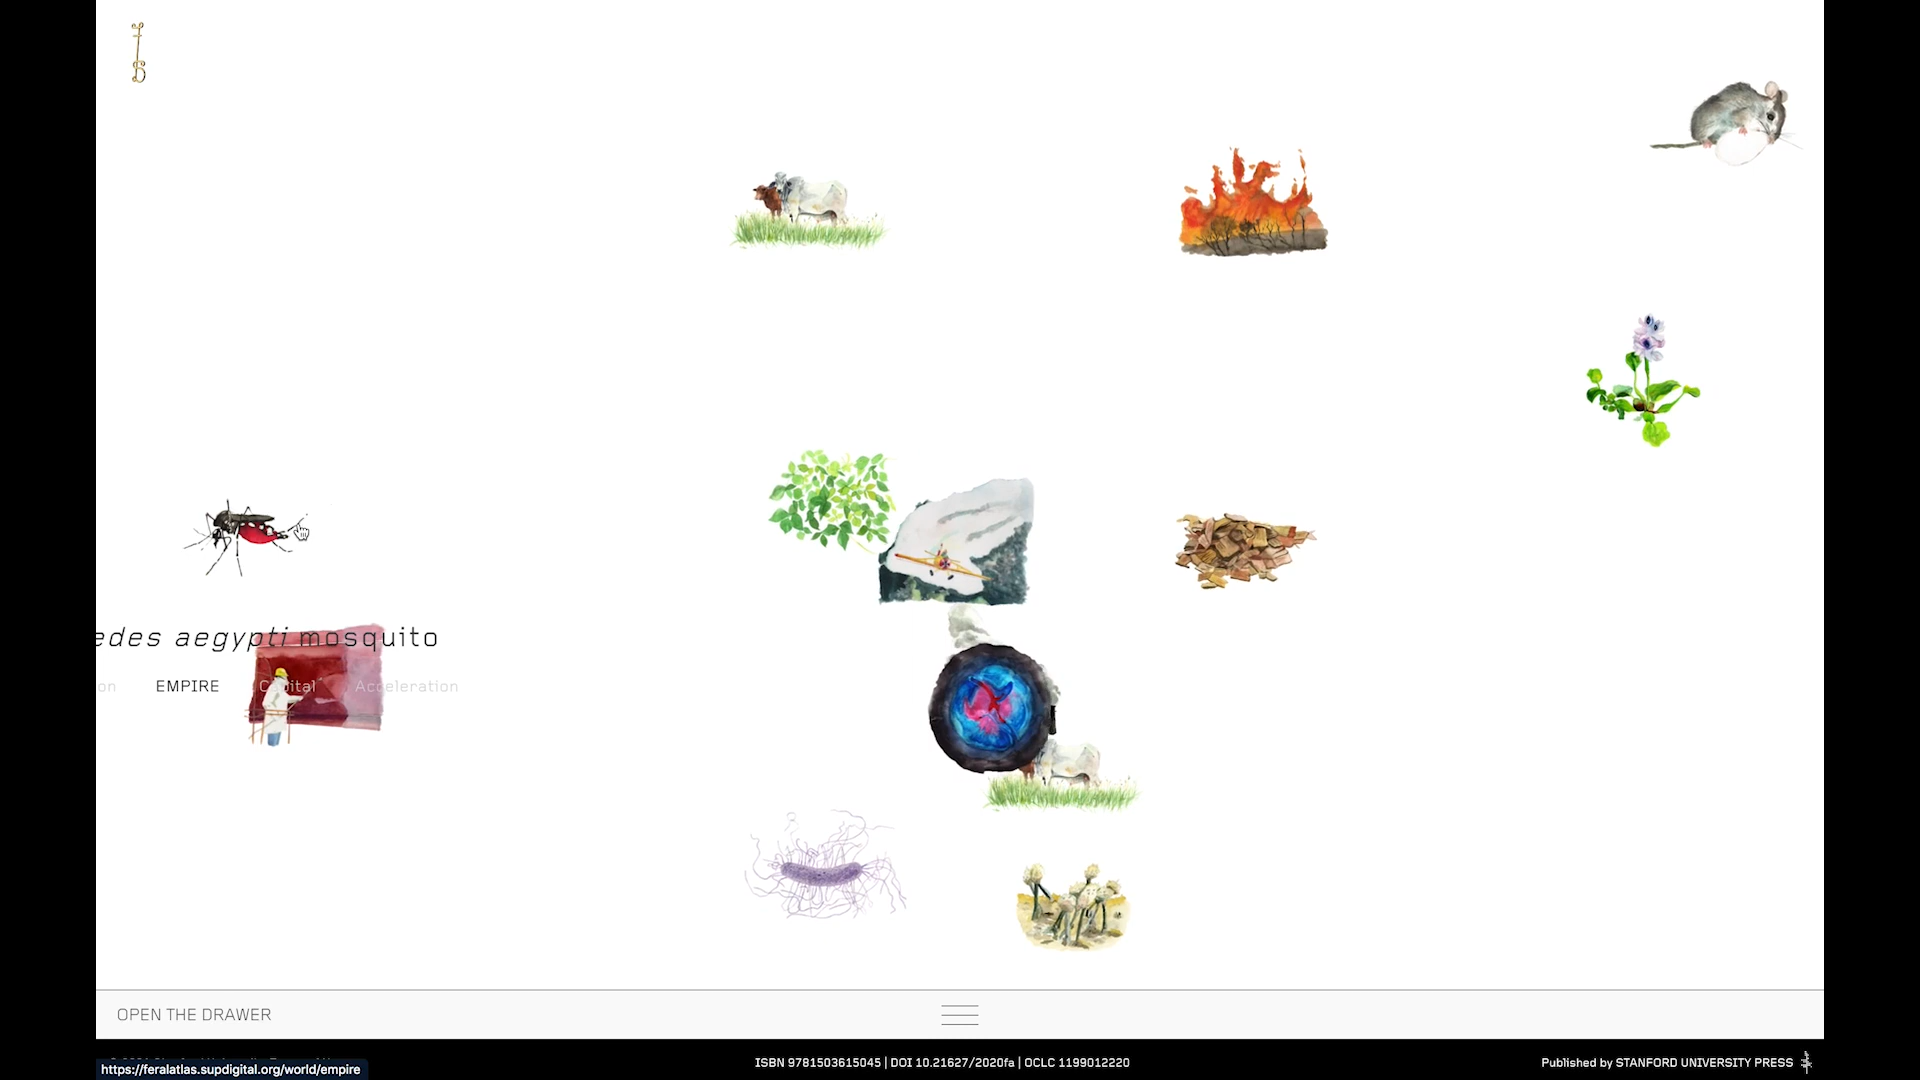 edes aegypti mosquito
on EMPIRE Capital Acceleration
OPEN THE DRAWER
https://feralatlas.supdigital.org/world/empire
ISBN 9781503615045 | DOI 10.21627/2020fa | OCLC 1199012220
Published by STANFORD UNIVERSITY PRESS